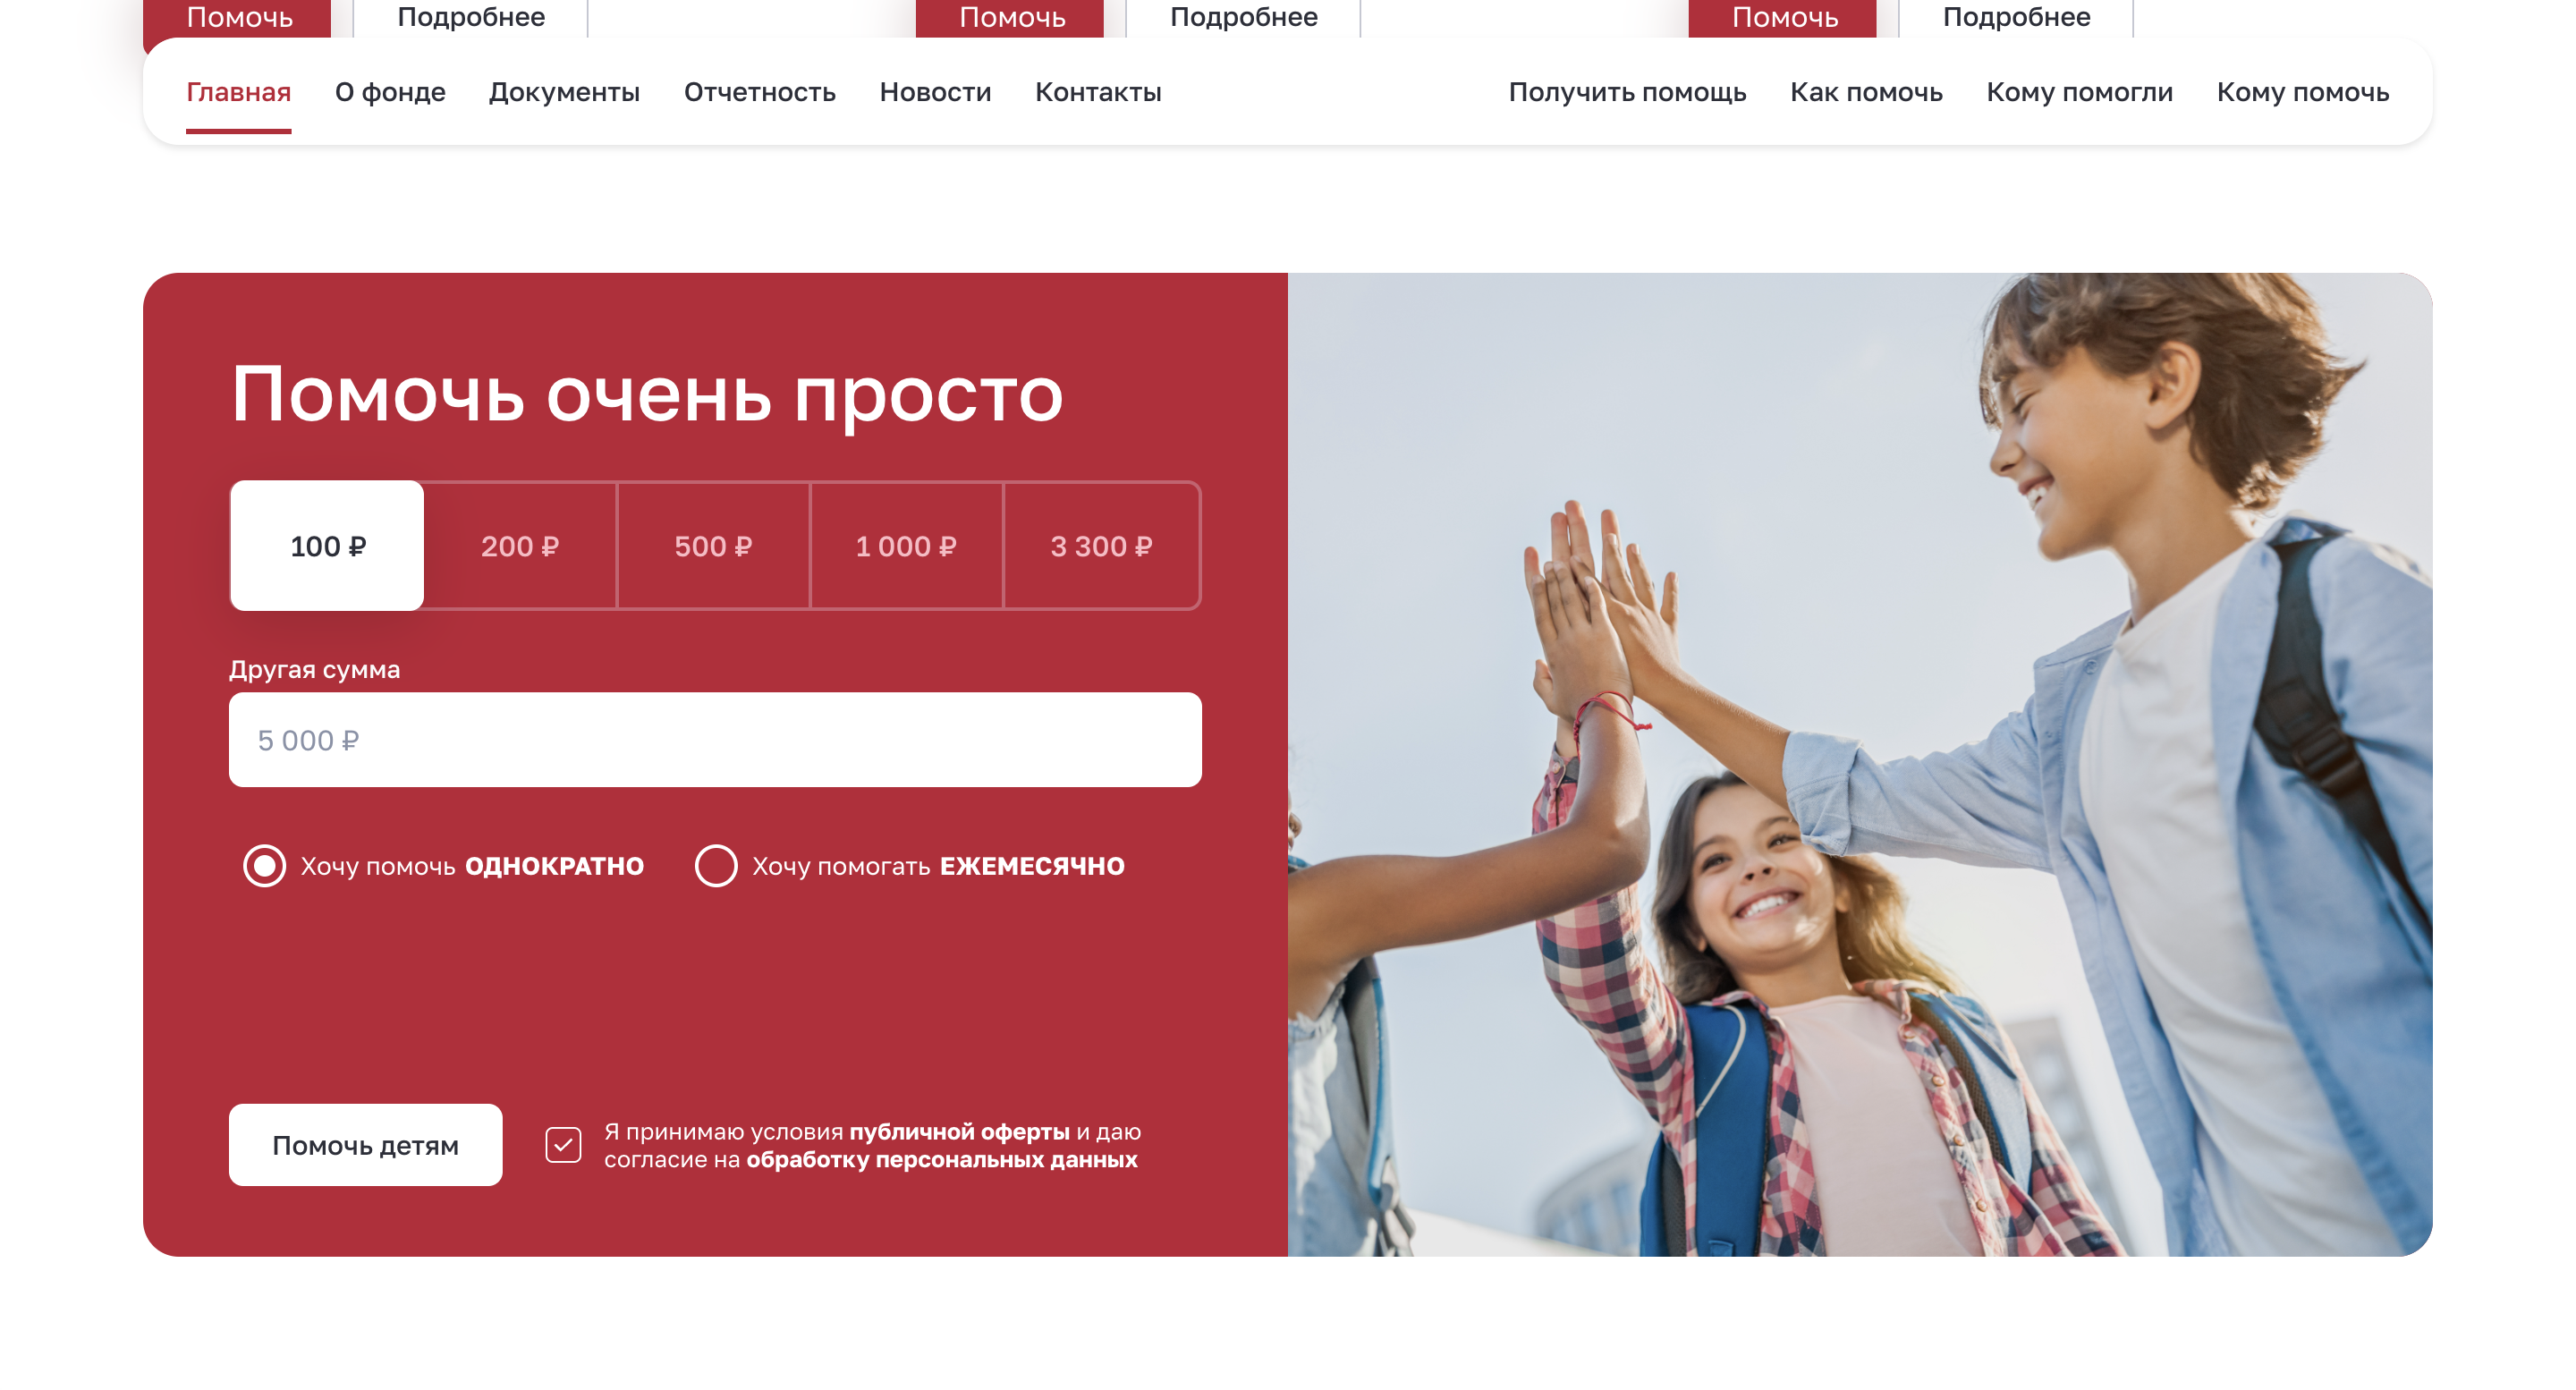 Помочь Подробнее Помочь Подробнее Помочь Подробнее
Главная О фонде Документы Отчетность Новости Контакты Получить помощь Как помочь Кому помогли Кому помочь
Помочь очень просто
100 ₽ 200 ₽ 500 ₽ 1 000 ₽ 3 300 ₽
Другая сумма
5 000 ₽
Хочу помочь ОДНОКРАТНО Хочу помогать ЕЖЕМЕСЯЧНО
Помочь детям
Я принимаю условия публичной оферты и даю
согласие на обработку персональных данных